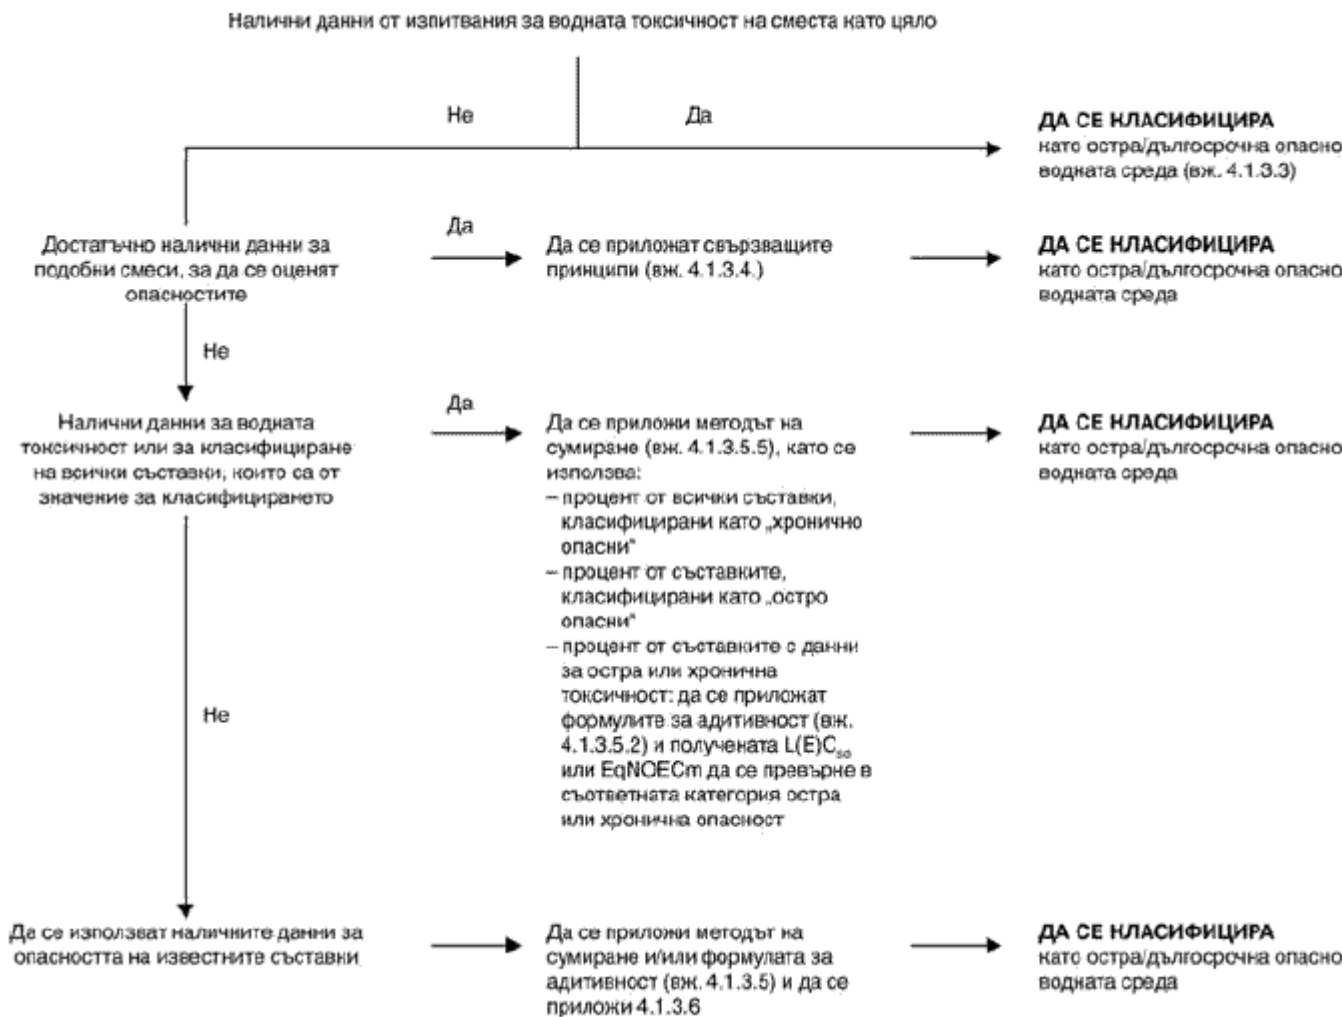 Налични данни от изпитвания за водната токсичност на сместа като цяло
Не
Да
ДА СЕ КЛАСИФИЦИРА
като остра/дългосрочна опасно
водната среда (вж. 4.1.3.3)
Достатъчно налични данни за
подобни смеси, за да се оценят
опасностите
Да
Да се приложат свързващите
принципи (вж. 4.1.3.4.)
ДА СЕ КЛАСИФИЦИРА
като остра/дългосрочна опасно
водната среда
Не
Налични данни за водната
токсичност или за класифициране
на всички съставки, които са от
значение за класифицирането
Да
Да се приложи методът на
сумиране (вж. 4.1.3.5.5), като се
използва:
– процент от всички съставки,
класифицирани като „хронично
опасни“
– процент от съставките,
класифицирани като „остро
опасни“
– процент от съставките с данни
за остра или хронична
токсичност: да се приложат
формулите за адитивност (вж.
4.1.3.5.2) и получената L(E)C₅₀
или EqNOECm да се превърне в
съответната категория остра
или хронична опасност
ДА СЕ КЛАСИФИЦИРА
като остра/дългосрочна опасно
водната среда
Не
Да се използват наличните данни за
опасността на известните съставки
Да се приложи методът на
сумиране и/или формулата за
адитивност (вж. 4.1.3.5) и да се
приложи 4.1.3.6
ДА СЕ КЛАСИФИЦИРА
като остра/дългосрочна опасно
водната среда